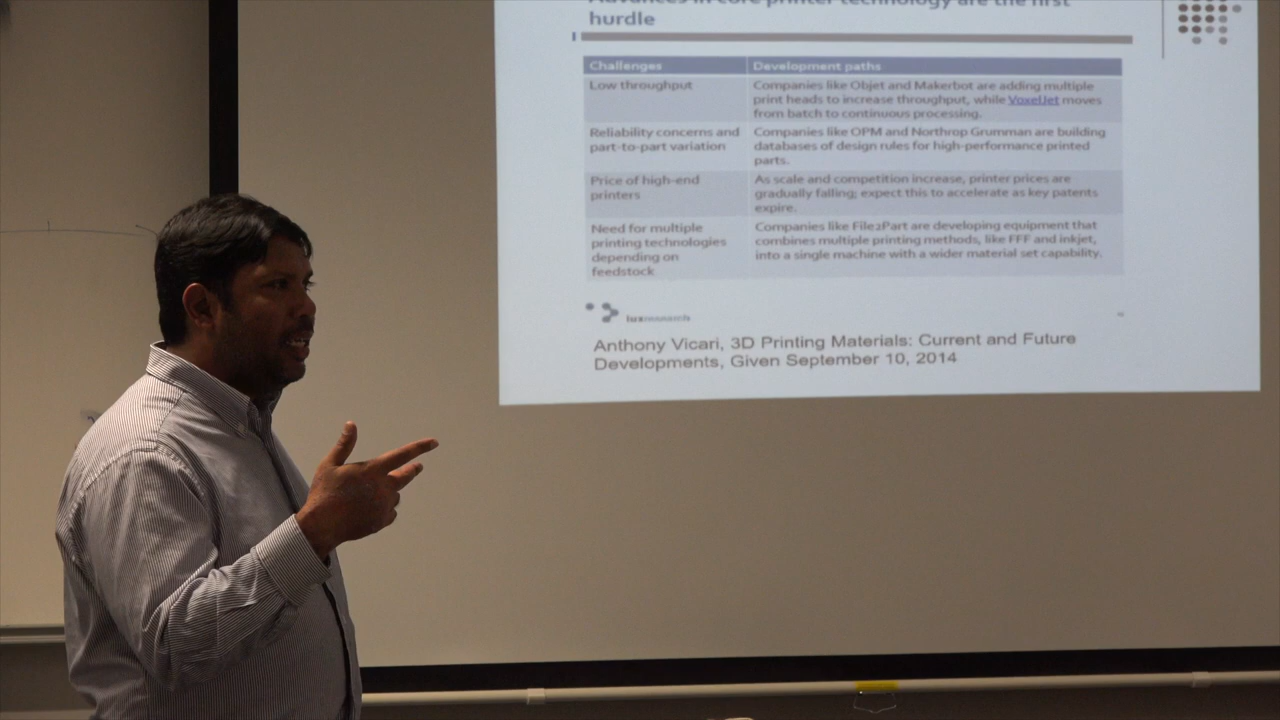 Advances in core printer technology are the first
hurdle
Challenges
Development paths
Low throughput
Companies like Objet and Makerbot are adding multiple
print heads to increase throughput, while VoxelJet moves
from batch to continuous processing.
Reliability concerns and
part-to-part variation
Companies like OPM and Northrop Grumman are building
databases of design rules for high-performance printed
parts.
Price of high-end
printers
As scale and competition increase, printer prices are
gradually falling; expect this to accelerate as key patents
expire.
Need for multiple
printing technologies
depending on
feedstock
Companies like File2Part are developing equipment that
combines multiple printing methods, like FFF and inkjet,
into a single machine with a wider material set capability.
lux research
Anthony Vicari, 3D Printing Materials: Current and Future
Developments, Given September 10, 2014